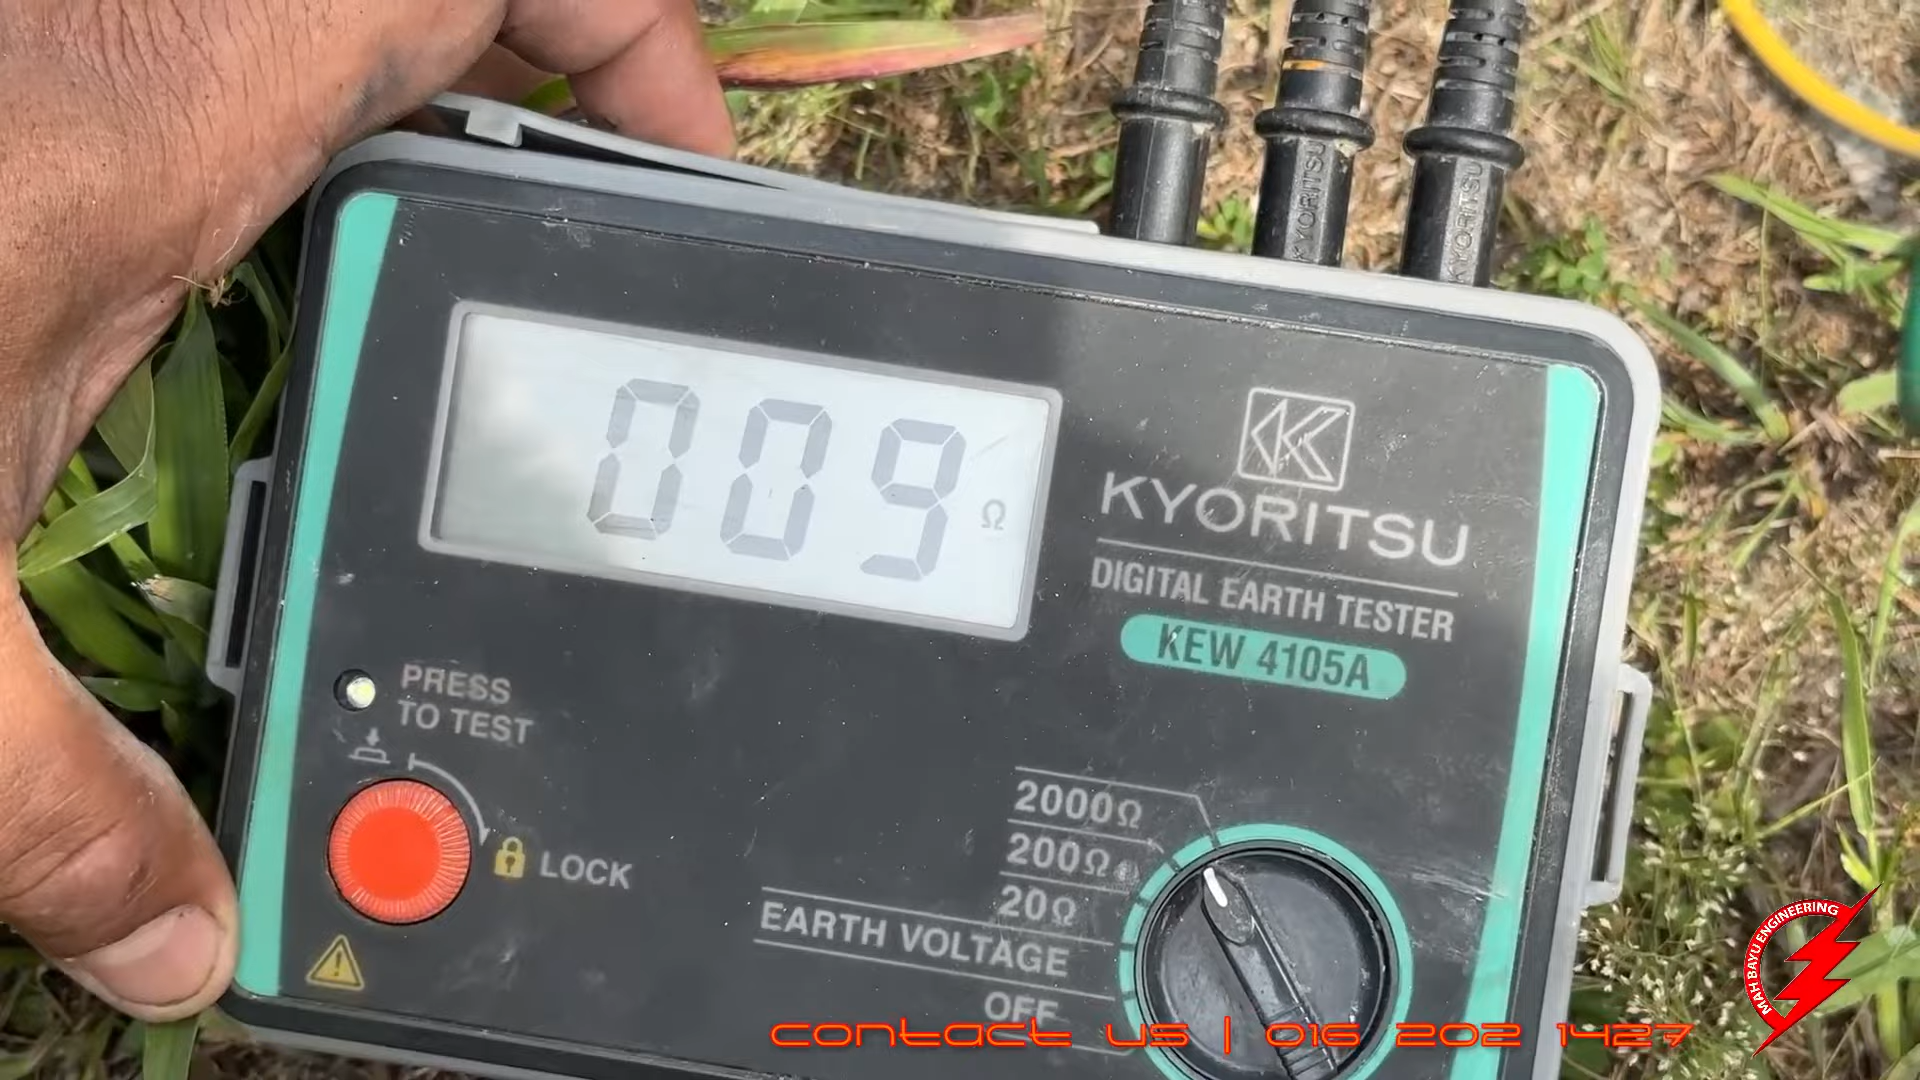 KYORITSU
KYORITSU
009 Ω
KYORITSU
DIGITAL EARTH TESTER
KEW 4105A
PRESS
TO TEST
LOCK
2000Ω
200Ω
20Ω
EARTH VOLTAGE
OFF
MAH BAYU ENGINEERING
contact us | 016 202 1427